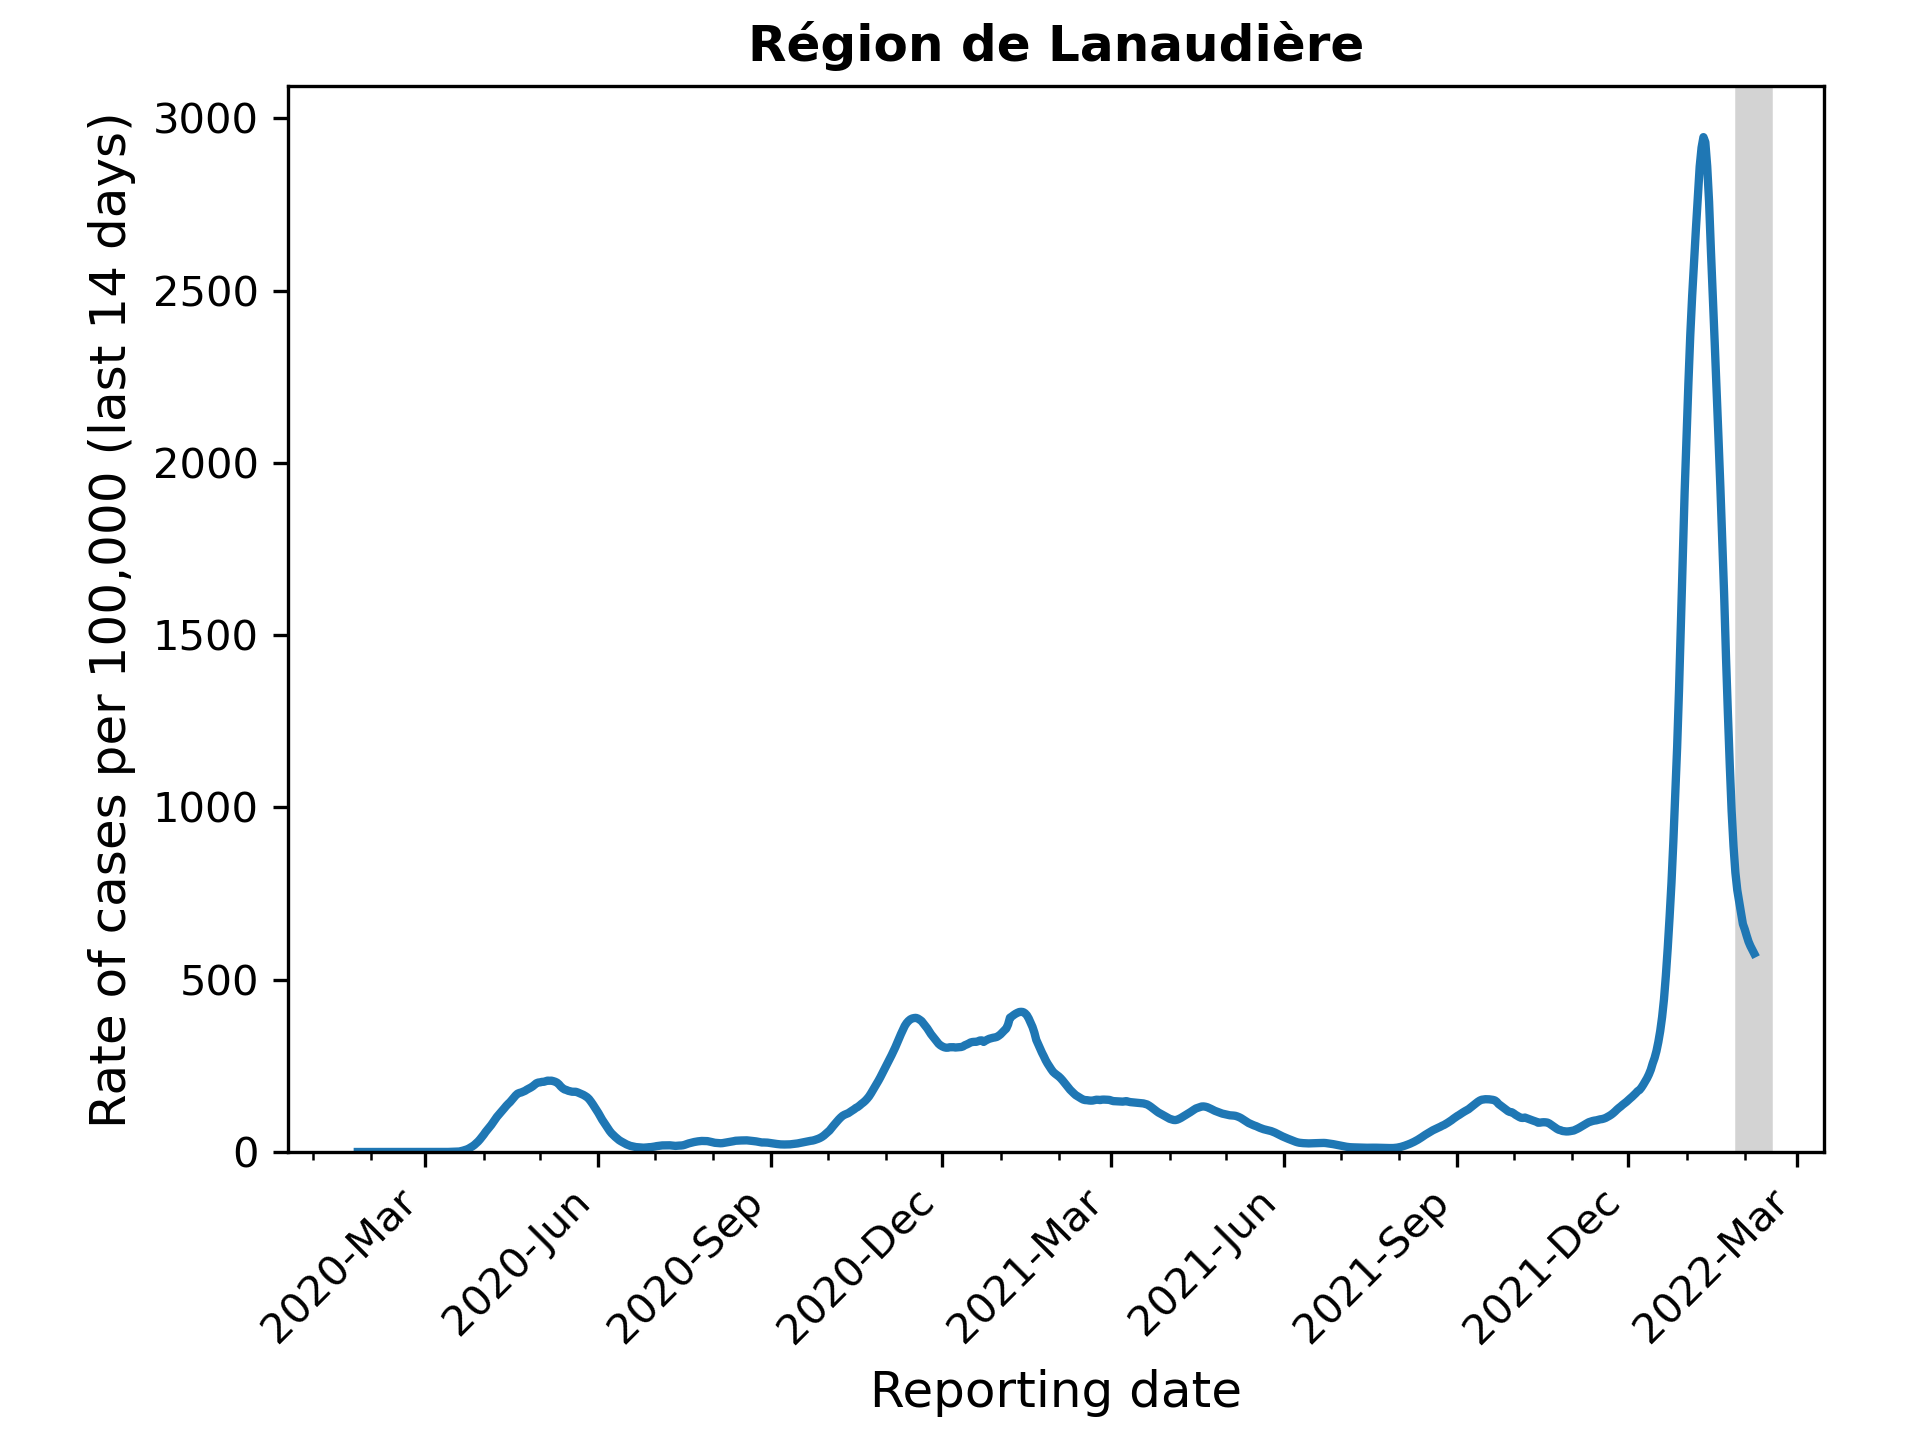 Région de Lanaudière
Rate of cases per 100,000 (last 14 days)
3000
2500
2000
1500
1000
500
0
2020-Mar
2020-Jun
2020-Sep
2020-Dec
2021-Mar
2021-Jun
2021-Sep
2021-Dec
2022-Mar
Reporting date